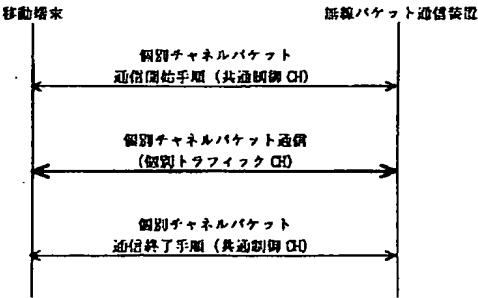 移動端末
無線パケット通信装置
個別チャネルパケット
通信開始手順（共通制御CH）
個別チャネルパケット通信
（個別トラフィックCH）
個別チャネルパケット
通信終了手順（共通制御CH）